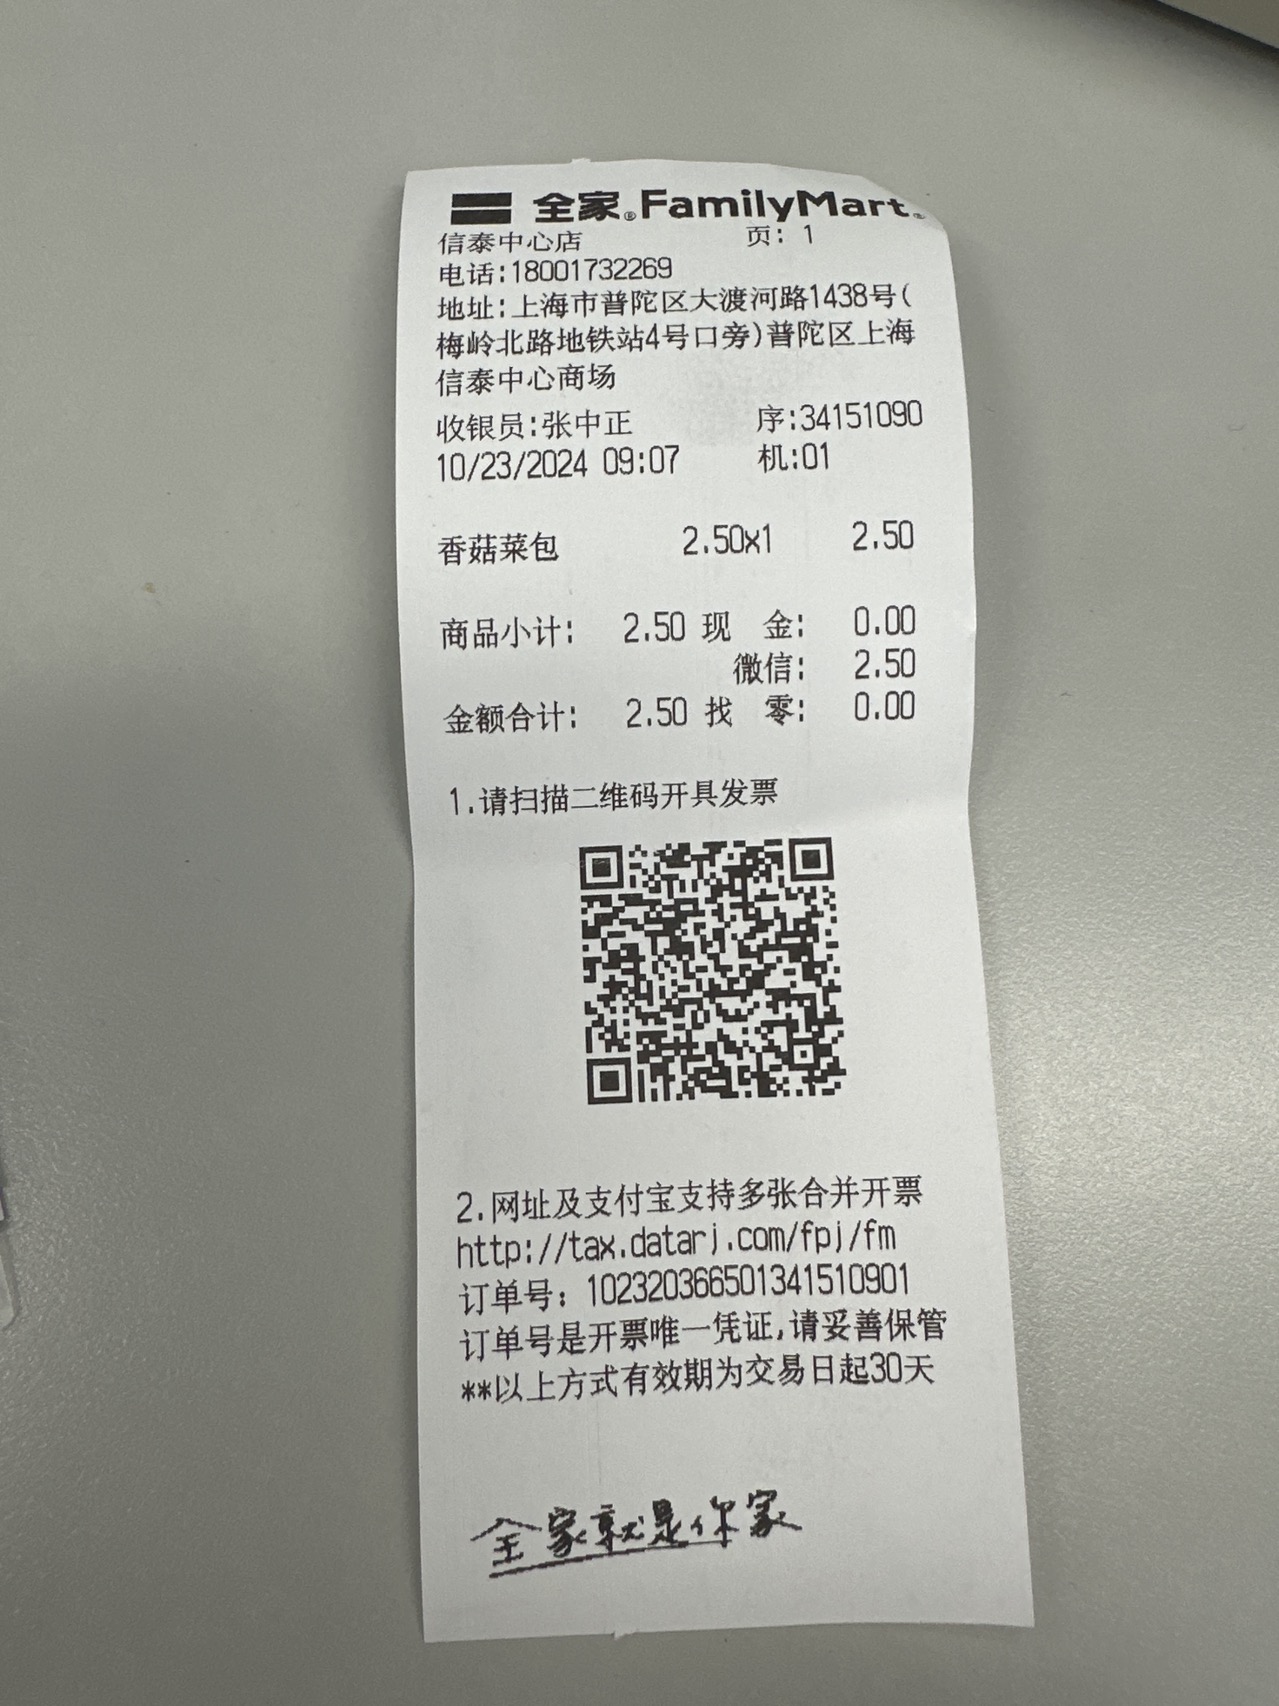 全家®FamilyMart
信泰中心店 页: 1
电话:18001732269
地址:上海市普陀区大渡河路1438号(
梅岭北路地铁站4号口旁)普陀区上海
信泰中心商场
收银员:张中正 序:34151090
10/23/2024 09:07 机:01
香菇菜包 2.50x1 2.50
商品小计: 2.50 现 金: 0.00
微信: 2.50
金额合计: 2.50 找 零: 0.00
1.请扫描二维码开具发票
2.网址及支付宝支持多张合并开票
http://tax.datarj.com/fpj/fm
订单号: 102320366501341510901
订单号是开票唯一凭证,请妥善保管
**以上方式有效期为交易日起30天
全家就是你家